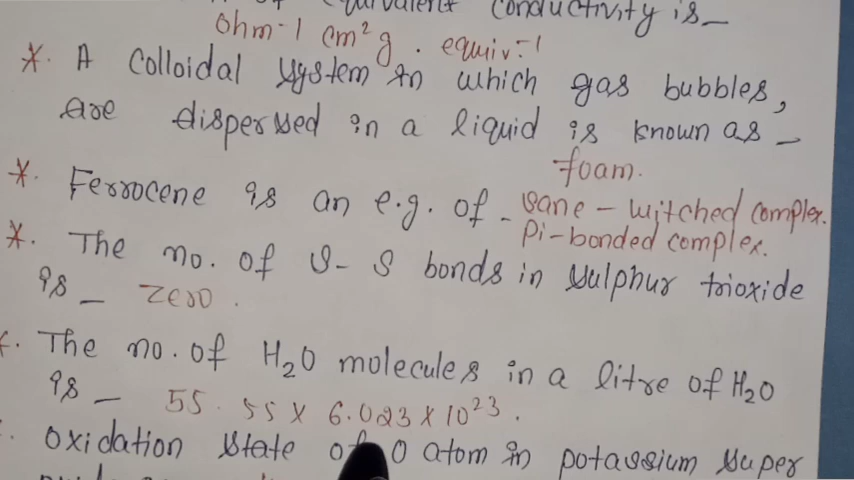 equivalent conductivity is -
ohm-1 cm²g. equiv-1
*. A colloidal system in which gas bubbles,
are dispersed in a liquid is known as -
foam.
*. Ferrocene is an e.g. of - sane - witched complex.
Pi-bonded complex.
*. The no. of S- S bonds in sulphur trioxide
is - zero.
*. The no. of H₂O molecules in a litre of H₂O
is - 55.55 x 6.023 x 10²³.
oxidation state of O atom in potassium super